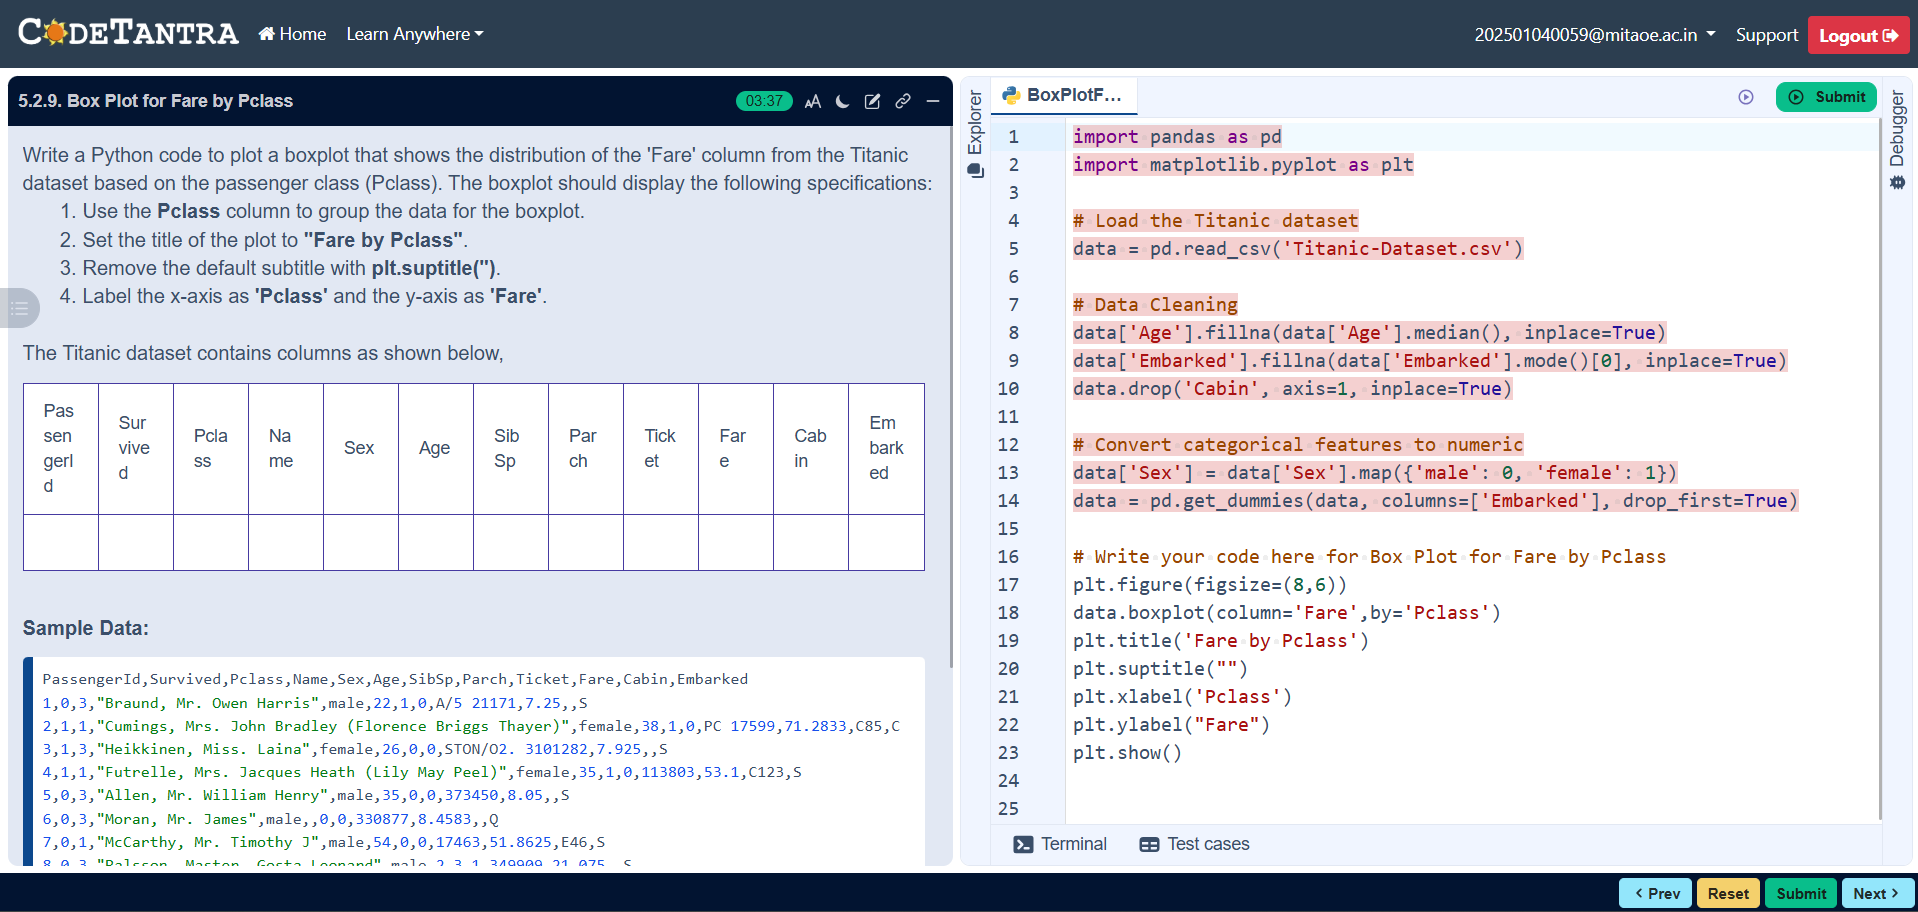 CODETANTRA Home Learn Anywhere 202501040059@mitaoe.ac.in Support Logout
5.2.9. Box Plot for Fare by Pclass 03:37 AA
Write a Python code to plot a boxplot that shows the distribution of the 'Fare' column from the Titanic
dataset based on the passenger class (Pclass). The boxplot should display the following specifications:
1. Use the Pclass column to group the data for the boxplot.
2. Set the title of the plot to "Fare by Pclass".
3. Remove the default subtitle with plt.suptitle('').
4. Label the x-axis as 'Pclass' and the y-axis as 'Fare'.
The Titanic dataset contains columns as shown below,
Pas
sen
gerI
d
Sur
vive
d
Pcla
ss
Na
me
Sex
Age
Sib
Sp
Par
ch
Tick
et
Far
e
Cab
in
Em
bark
ed
Sample Data:
PassengerId,Survived,Pclass,Name,Sex,Age,SibSp,Parch,Ticket,Fare,Cabin,Embarked
1,0,3,"Braund, Mr. Owen Harris",male,22,1,0,A/5 21171,7.25,,S
2,1,1,"Cumings, Mrs. John Bradley (Florence Briggs Thayer)",female,38,1,0,PC 17599,71.2833,C85,C
3,1,3,"Heikkinen, Miss. Laina",female,26,0,0,STON/O2. 3101282,7.925,,S
4,1,1,"Futrelle, Mrs. Jacques Heath (Lily May Peel)",female,35,1,0,113803,53.1,C123,S
5,0,3,"Allen, Mr. William Henry",male,35,0,0,373450,8.05,,S
6,0,3,"Moran, Mr. James",male,,0,0,330877,8.4583,,Q
7,0,1,"McCarthy, Mr. Timothy J",male,54,0,0,17463,51.8625,E46,S
8,0,3,"Palsson, Master. Gosta Leonard",male,2,3,1,349909,21.075,,S
Explorer
BoxPlotF...
Submit
Debugger
1 import pandas as pd
2 import matplotlib.pyplot as plt
3
4 # Load the Titanic dataset
5 data = pd.read_csv('Titanic-Dataset.csv')
6
7 # Data Cleaning
8 data['Age'].fillna(data['Age'].median(), inplace=True)
9 data['Embarked'].fillna(data['Embarked'].mode()[0], inplace=True)
10 data.drop('Cabin', axis=1, inplace=True)
11
12 # Convert categorical features to numeric
13 data['Sex'] = data['Sex'].map({'male': 0, 'female': 1})
14 data = pd.get_dummies(data, columns=['Embarked'], drop_first=True)
15
16 # Write your code here for Box Plot for Fare by Pclass
17 plt.figure(figsize=(8,6))
18 data.boxplot(column='Fare',by='Pclass')
19 plt.title('Fare by Pclass')
20 plt.suptitle("")
21 plt.xlabel('Pclass')
22 plt.ylabel("Fare")
23 plt.show()
24
25
Terminal Test cases
< Prev Reset Submit Next >